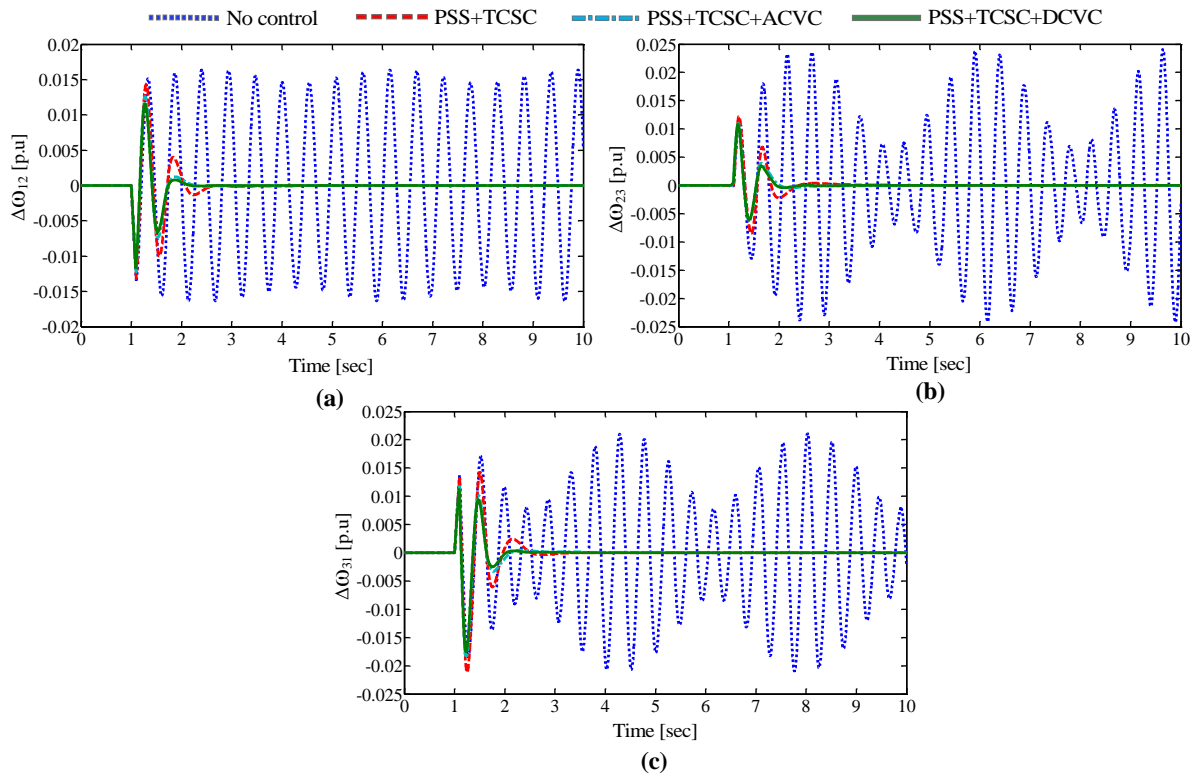 No control PSS+TCSC PSS+TCSC+ACVC PSS+TCSC+DCVC
0.02
0.015
0.01
0.005
0
-0.005
-0.01
-0.015
-0.02
Δω12 [p.u]
0 1 2 3 4 5 6 7 8 9 10
Time [sec]
(a)
0.025
0.02
0.015
0.01
0.005
0
-0.005
-0.01
-0.015
-0.02
-0.025
Δω23 [p.u]
0 1 2 3 4 5 6 7 8 9 10
Time [sec]
(b)
0.025
0.02
0.015
0.01
0.005
0
-0.005
-0.01
-0.015
-0.02
-0.025
Δω31 [p.u]
0 1 2 3 4 5 6 7 8 9 10
Time [sec]
(c)